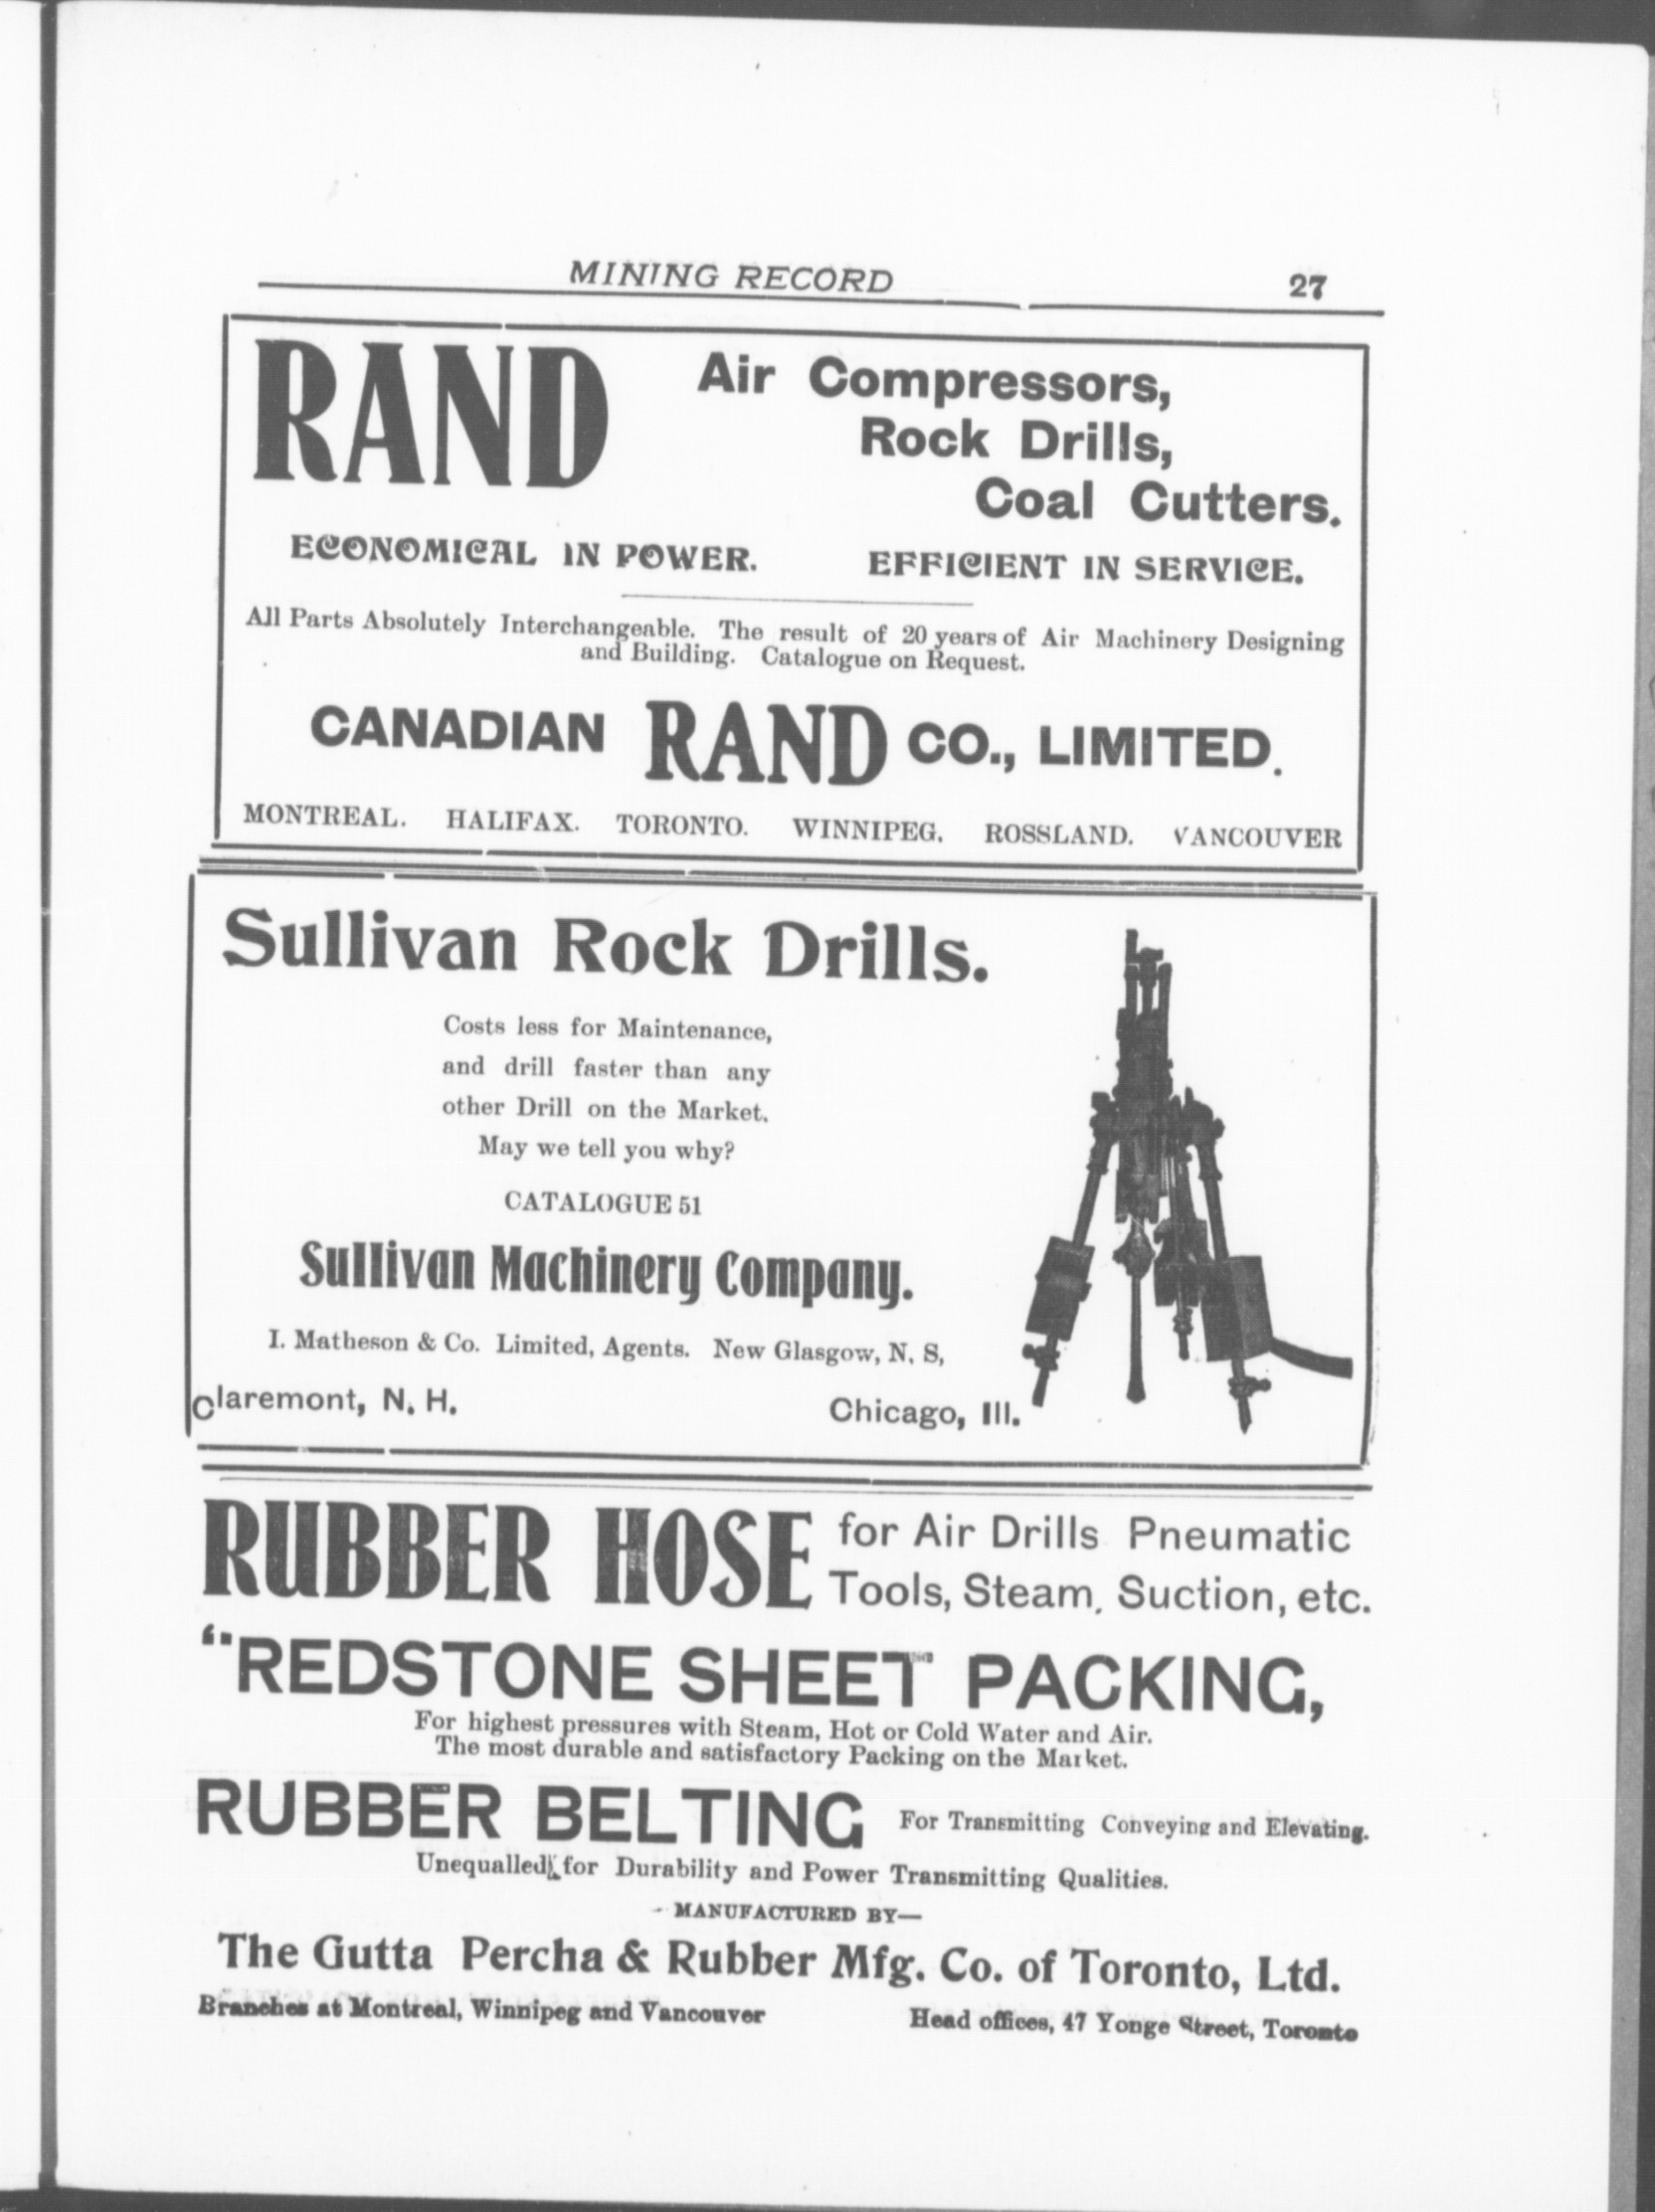 MINING RECORD 27
RAND Air Compressors,
Rock Drills,
Coal Cutters.
ECONOMICAL IN POWER. EFFICIENT IN SERVICE.
All Parts Absolutely Interchangeable. The result of 20 years of Air Machinery Designing
and Building. Catalogue on Request.
CANADIAN RAND CO., LIMITED.
MONTREAL. HALIFAX. TORONTO. WINNIPEG. ROSSLAND. VANCOUVER
Sullivan Rock Drills.
Costs less for Maintenance,
and drill faster than any
other Drill on the Market.
May we tell you why?
CATALOGUE 51
Sullivan Machinery Company.
I. Matheson & Co. Limited, Agents. New Glasgow, N. S,
Claremont, N. H. Chicago, Ill.
RUBBER HOSE for Air Drills Pneumatic
Tools, Steam, Suction, etc.
"REDSTONE SHEET" PACKING,
For highest pressures with Steam, Hot or Cold Water and Air.
The most durable and satisfactory Packing on the Market.
RUBBER BELTING For Transmitting Conveying and Elevating.
Unequalled for Durability and Power Transmitting Qualities.
- MANUFACTURED BY—
The Gutta Percha & Rubber Mfg. Co. of Toronto, Ltd.
Branches at Montreal, Winnipeg and Vancouver Head offices, 47 Yonge Street, Toronto